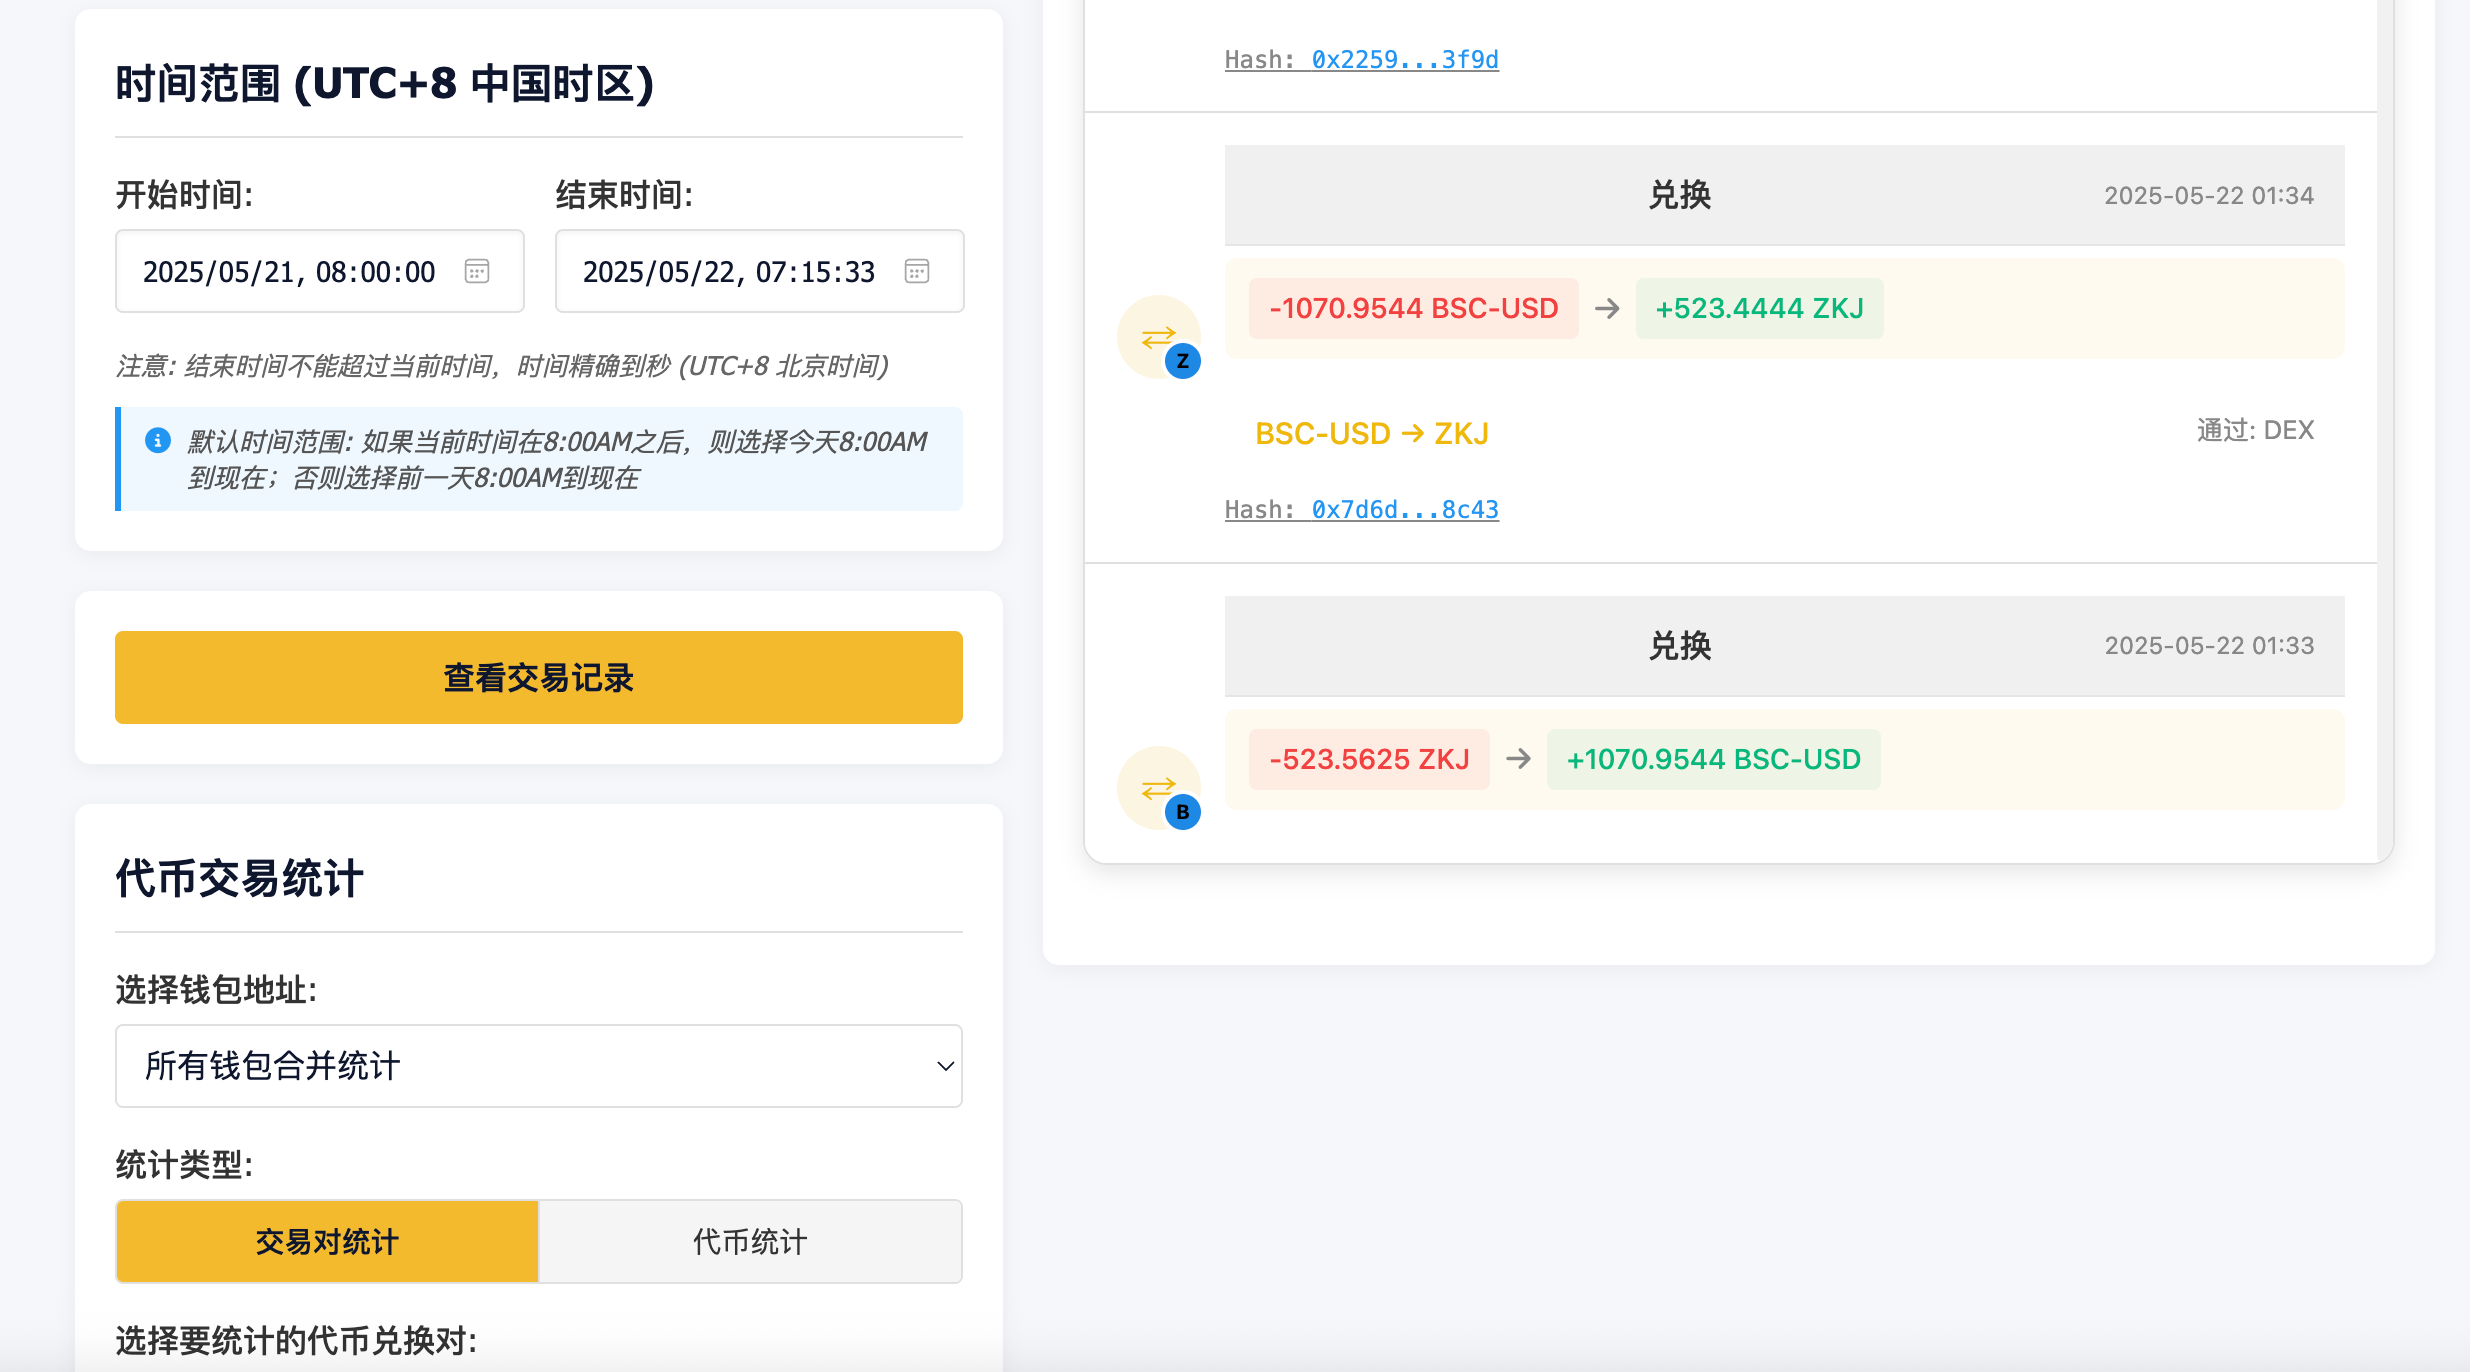 时间范围 (UTC+8 中国时区)
开始时间:
结束时间:
2025/05/21, 08:00:00
2025/05/22, 07:15:33
注意: 结束时间不能超过当前时间，时间精确到秒 (UTC+8 北京时间)
默认时间范围: 如果当前时间在8:00AM之后，则选择今天8:00AM
到现在；否则选择前一天8:00AM到现在
查看交易记录
代币交易统计
选择钱包地址:
所有钱包合并统计
统计类型:
交易对统计
代币统计
选择要统计的代币兑换对:
Hash: 0x2259...3f9d
兑换
2025-05-22 01:34
-1070.9544 BSC-USD → +523.4444 ZKJ
Z
BSC-USD → ZKJ
通过: DEX
Hash: 0x7d6d...8c43
兑换
2025-05-22 01:33
-523.5625 ZKJ → +1070.9544 BSC-USD
B